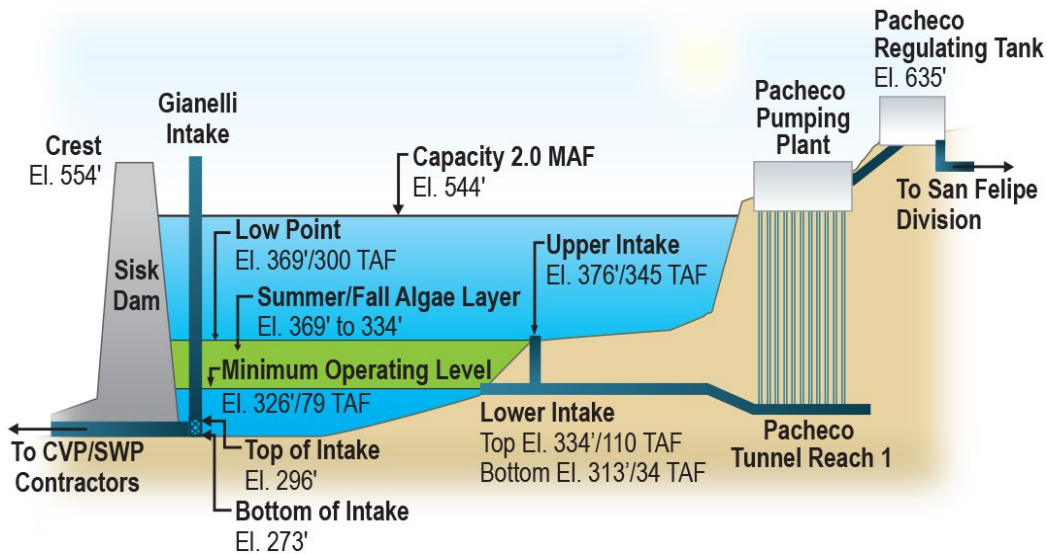 Pacheco
Regulating Tank
El. 635'
Gianelli
Intake
Pacheco
Pumping
Plant
Crest
El. 554'
Capacity 2.0 MAF
El. 544'
To San Felipe
Division
Low Point
El. 369'/300 TAF
Upper Intake
El. 376'/345 TAF
Sisk
Dam
Summer/Fall Algae Layer
El. 369' to 334'
Minimum Operating Level
El. 326'/79 TAF
Lower Intake
Top El. 334'/110 TAF
Bottom El. 313'/34 TAF
Pacheco
Tunnel Reach 1
To CVP/SWP
Contractors
Top of Intake
El. 296'
Bottom of Intake
El. 273'